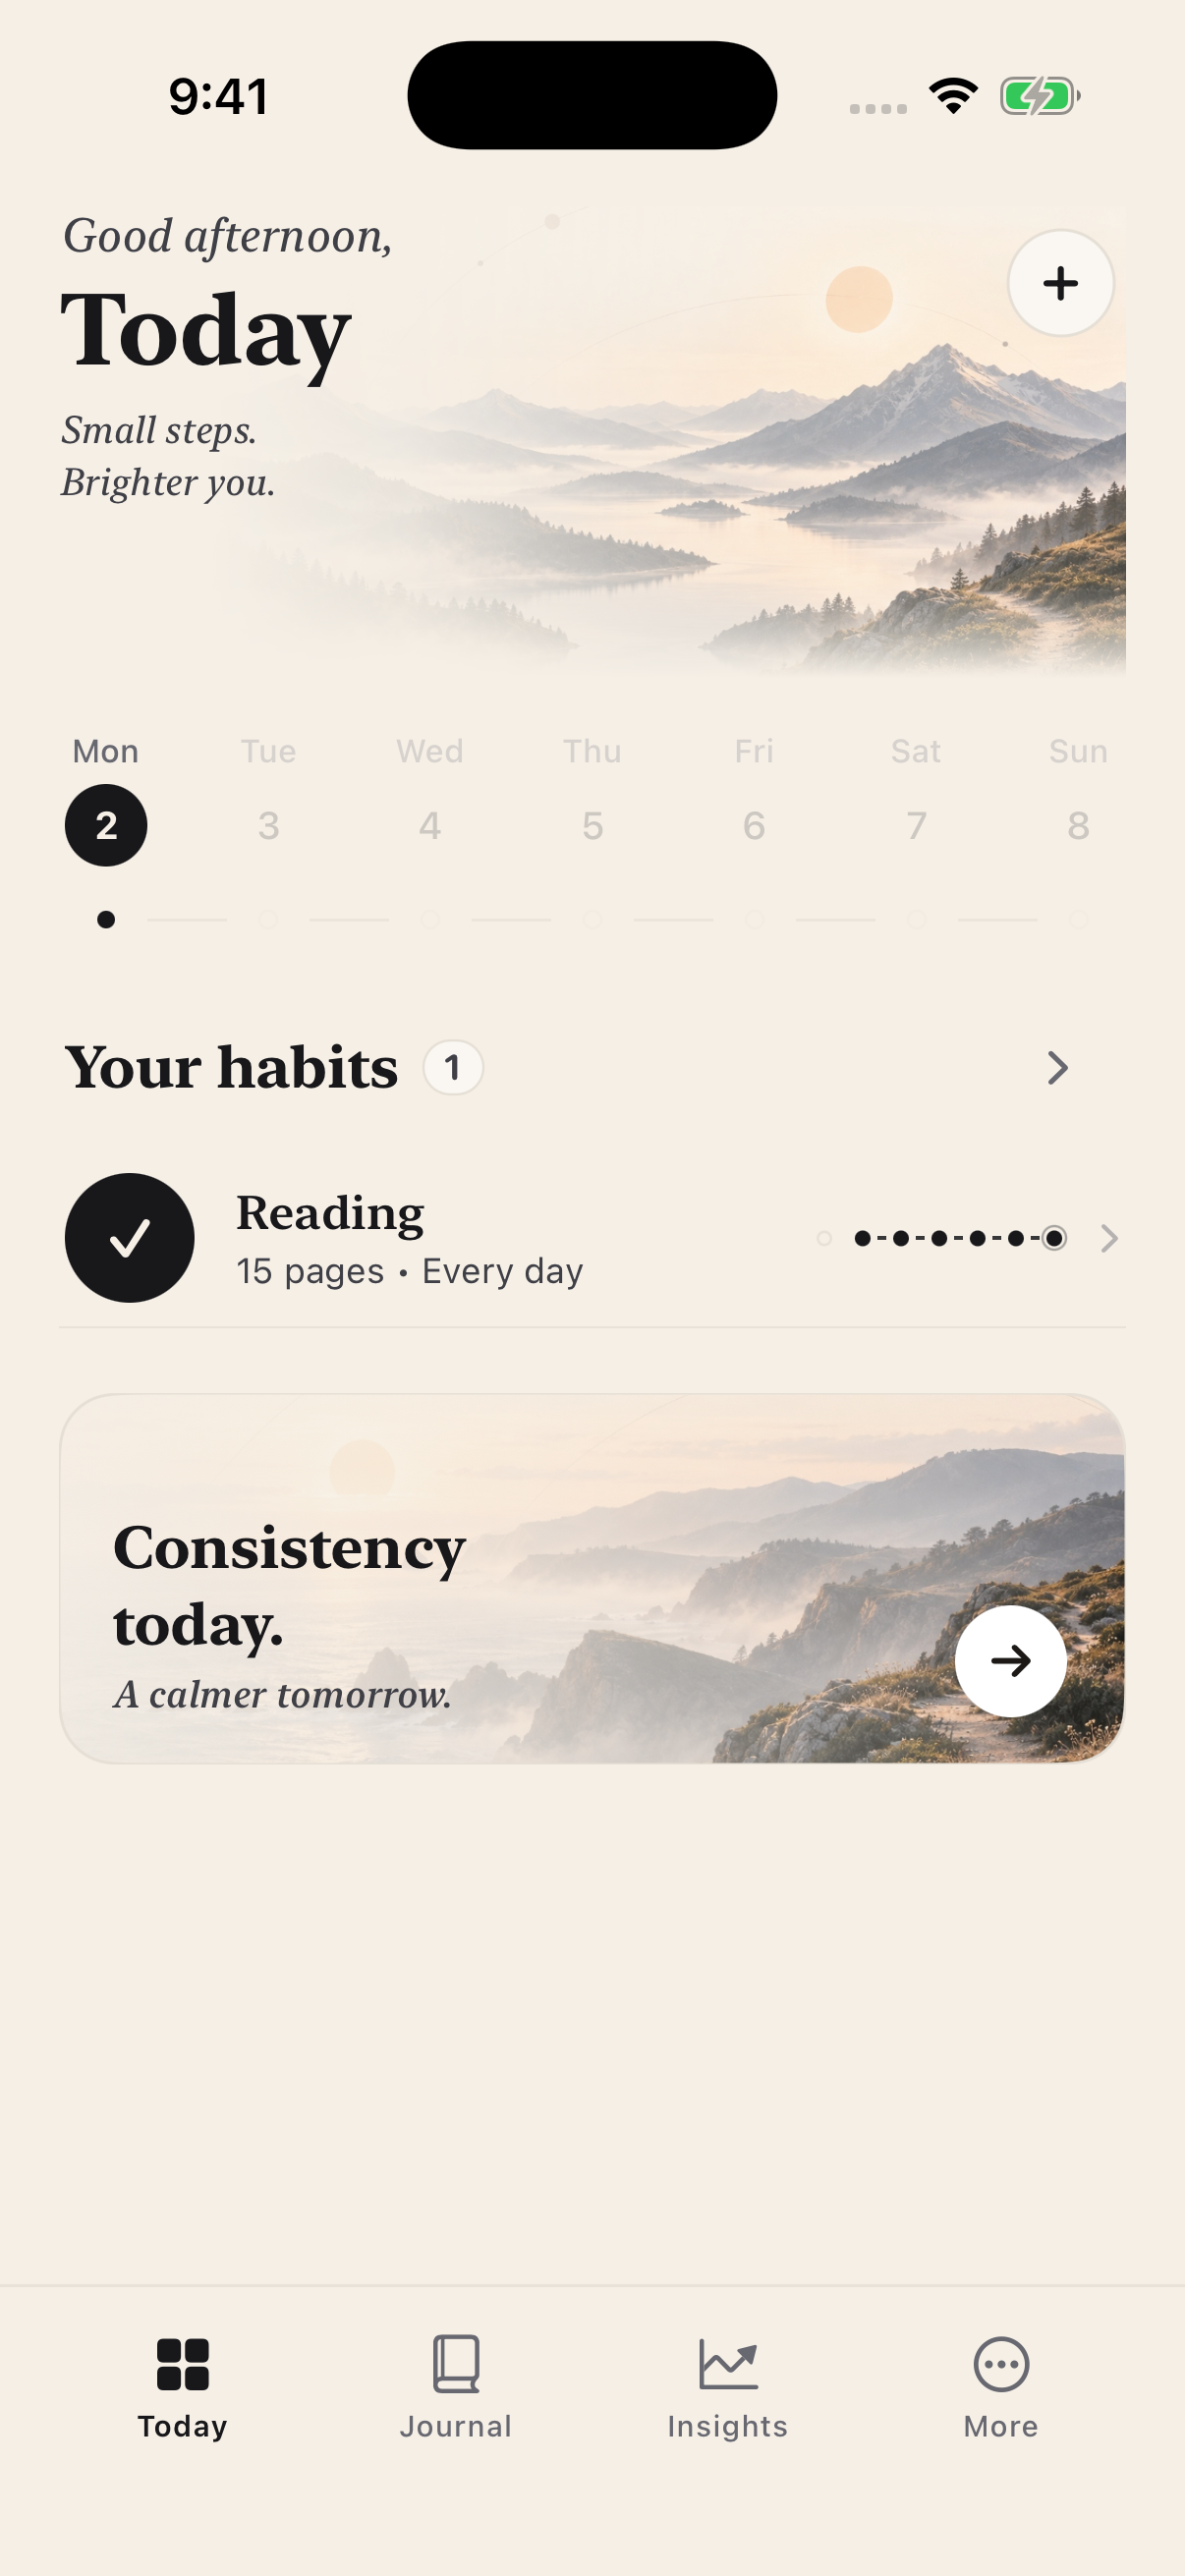 9:41
Good afternoon,
Today
Small steps.
Brighter you.
Mon Tue Wed Thu Fri Sat Sun
2 3 4 5 6 7 8
Your habits 1
Reading
15 pages • Every day
Consistency
today.
A calmer tomorrow.
Today Journal Insights More